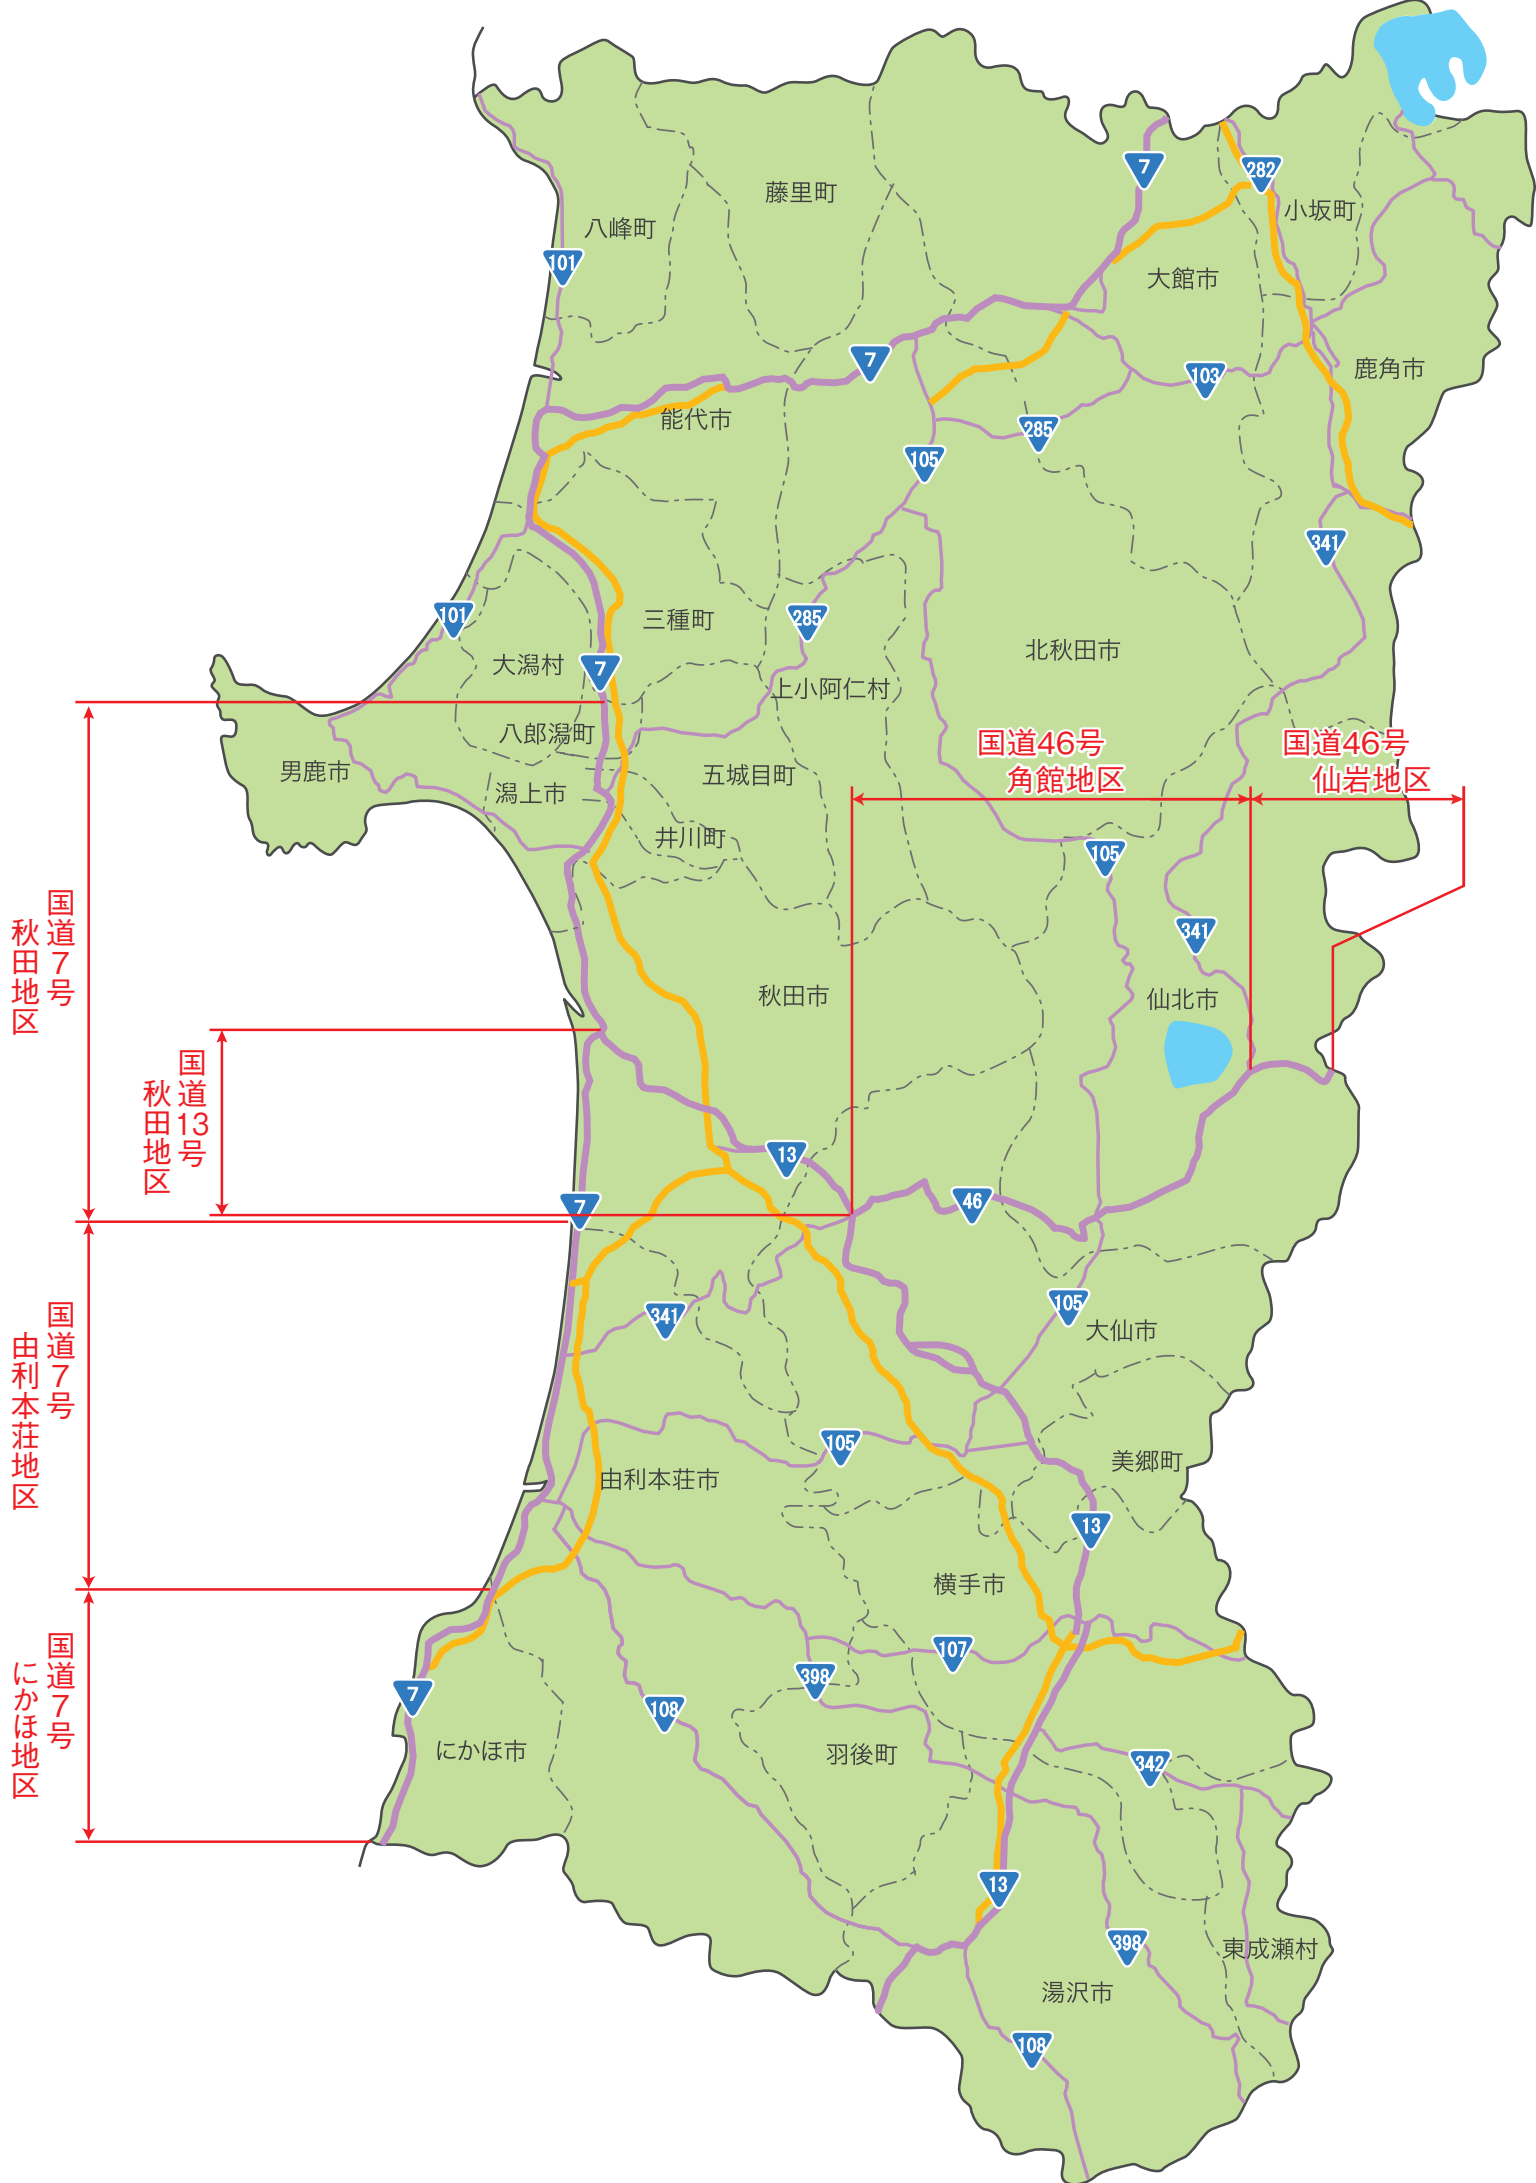 7
282
藤里町
小坂町
八峰町
101
大館市
7
鹿角市
103
能代市
285
105
341
101
285
三種町
北秋田市
大潟村
7
上小阿仁村
八郎潟町
国道46号
角館地区
国道46号
仙岩地区
男鹿市
五城目町
潟上市
井川町
105
国道7号
秋田地区
341
秋田市
仙北市
国道13号
秋田地区
13
7
46
105
341
大仙市
国道7号
由利本荘地区
105
美郷町
由利本荘市
13
横手市
107
国道7号
にかほ地区
398
7
108
にかほ市
羽後町
342
13
398
東成瀬村
湯沢市
108